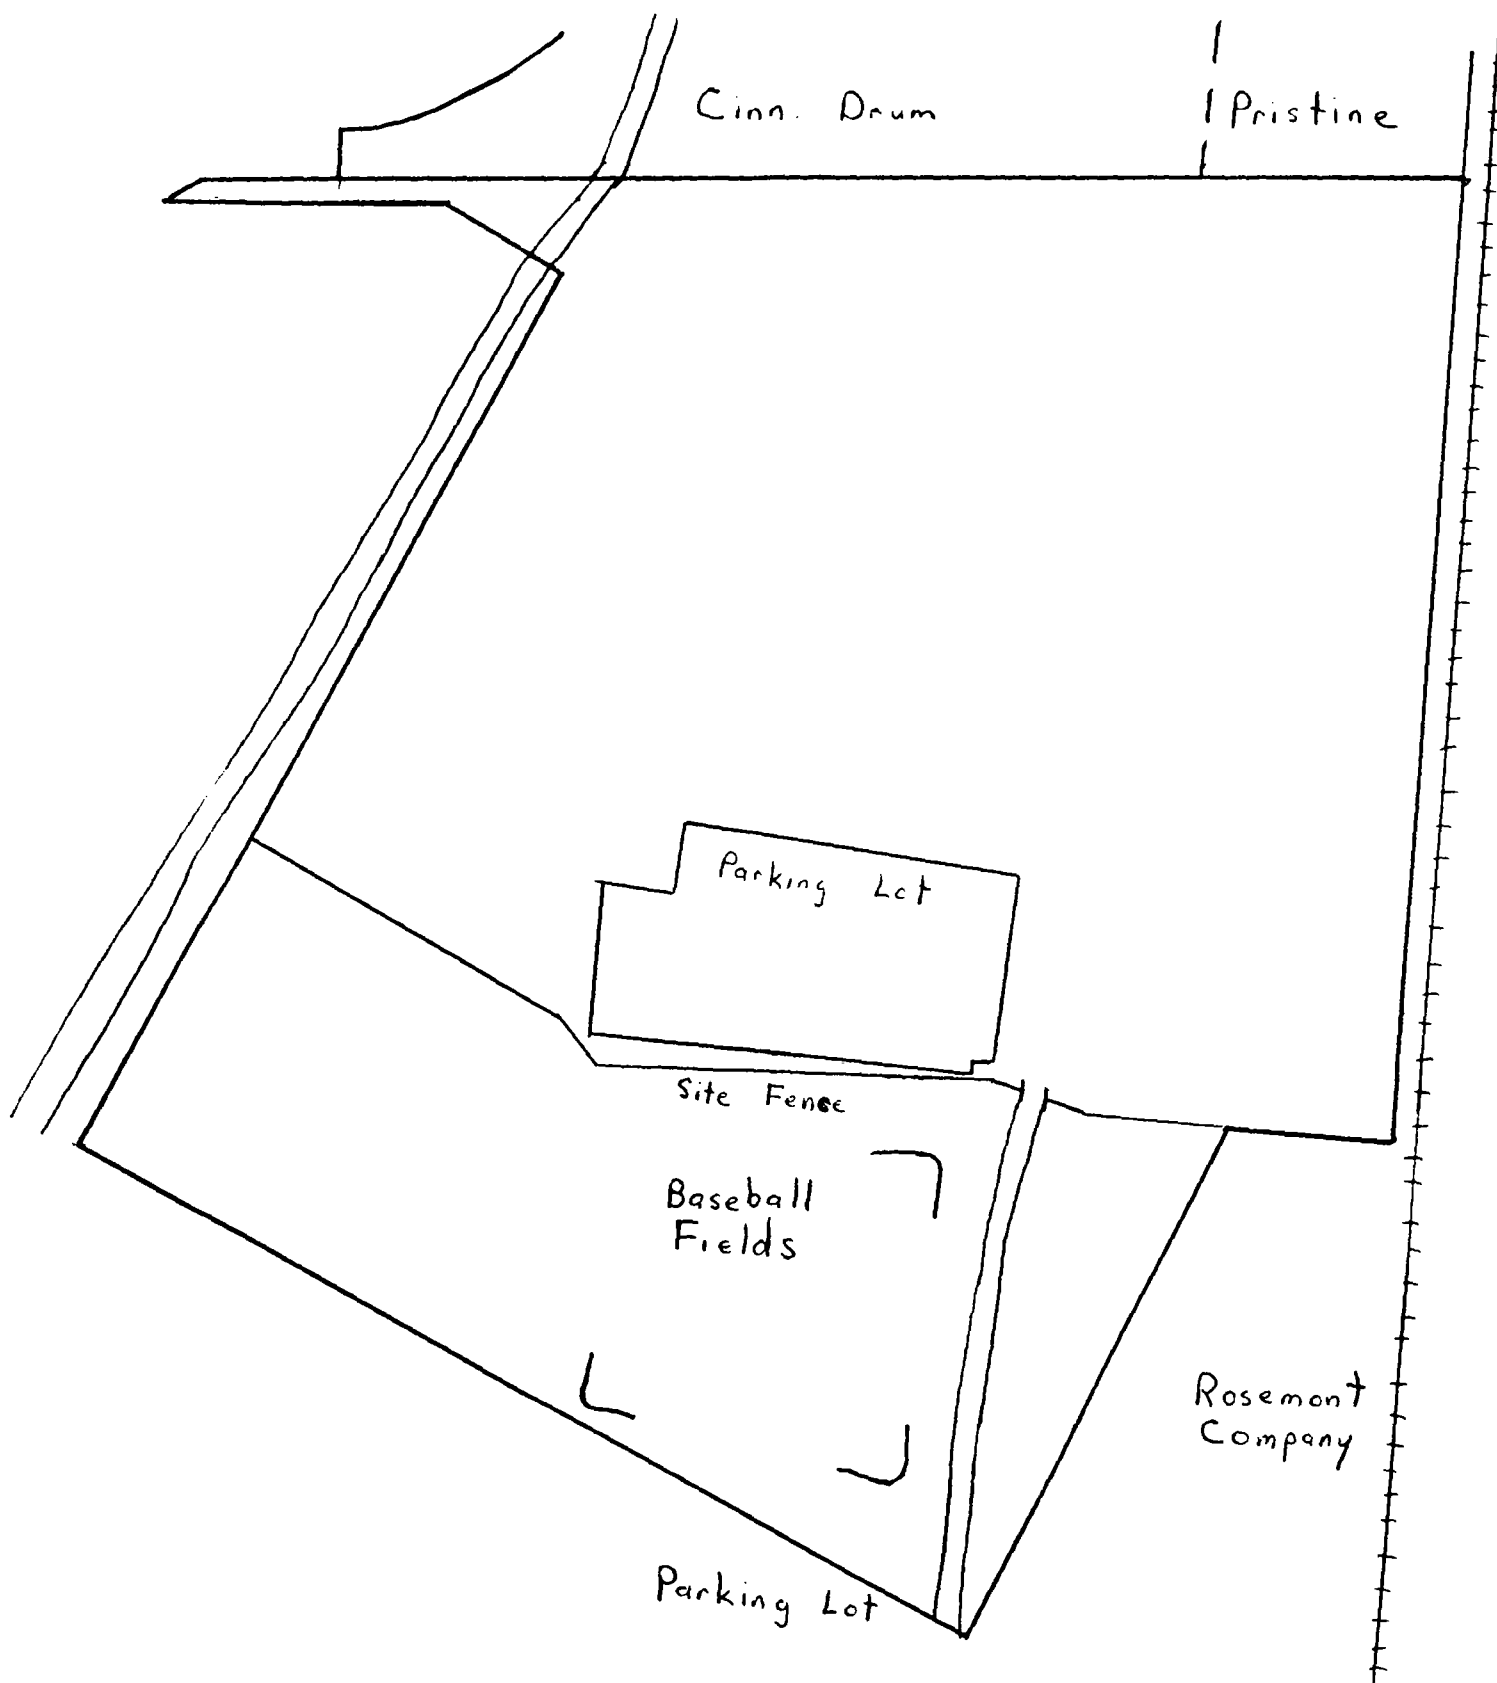 Cinn. Drum
Pristine
Parking Lot
Site Fence
Baseball
Fields
Rosemont
Company
Parking Lot